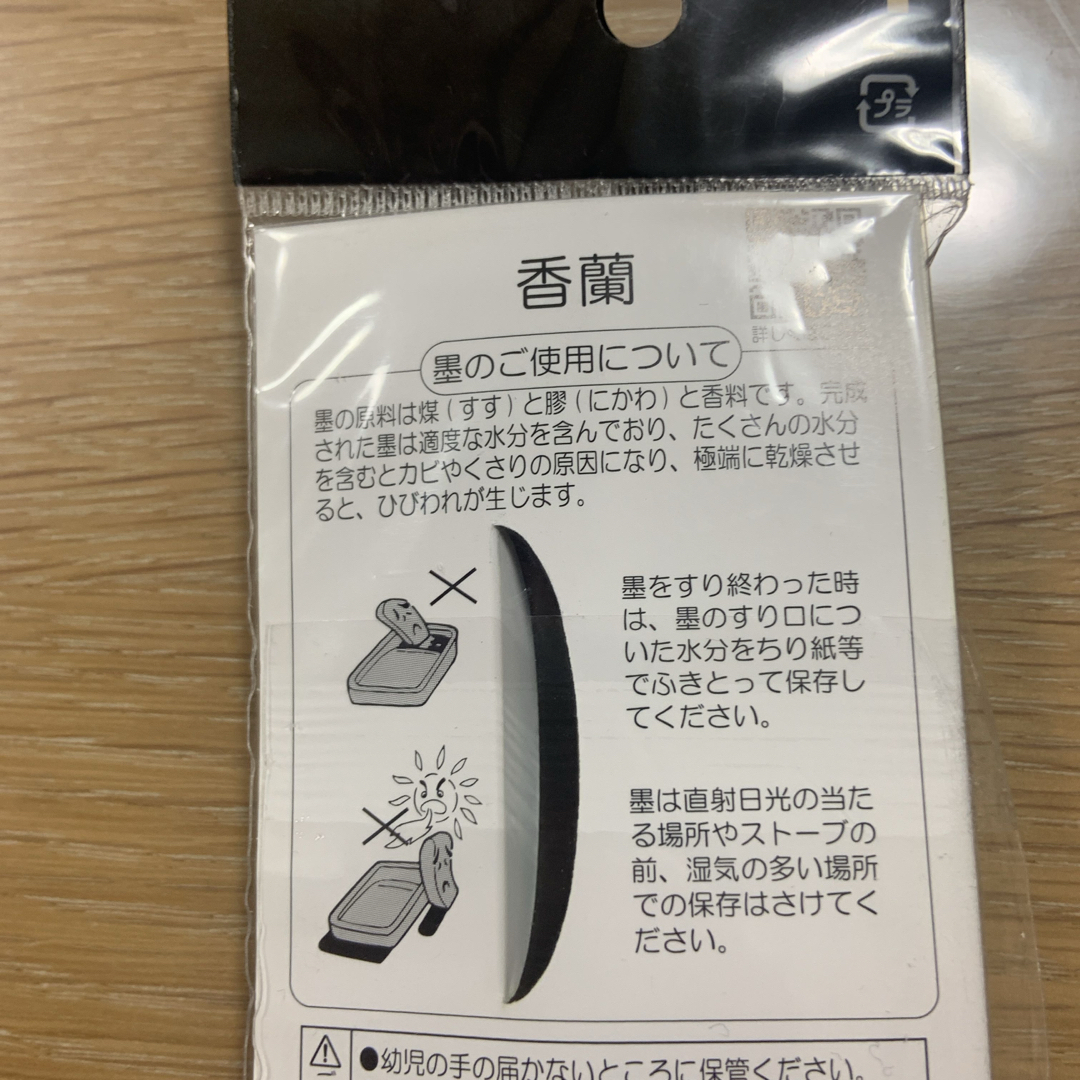 プラ
香蘭
詳しく
墨のご使用について
墨の原料は煤(すす)と膠(にかわ)と香料です。完成
された墨は適度な水分を含んでおり、たくさんの水分
を含むとカビやくさりの原因になり、極端に乾燥させ
ると、ひびわれが生じます。
墨をすり終わった時
は、墨のすり口につ
いた水分をちり紙等
でふきとって保存し
てください。
墨は直射日光の当た
る場所やストーブの
前、湿気の多い場所
での保存はさけてく
ださい。
●幼児の手の届かないところに保管ください。